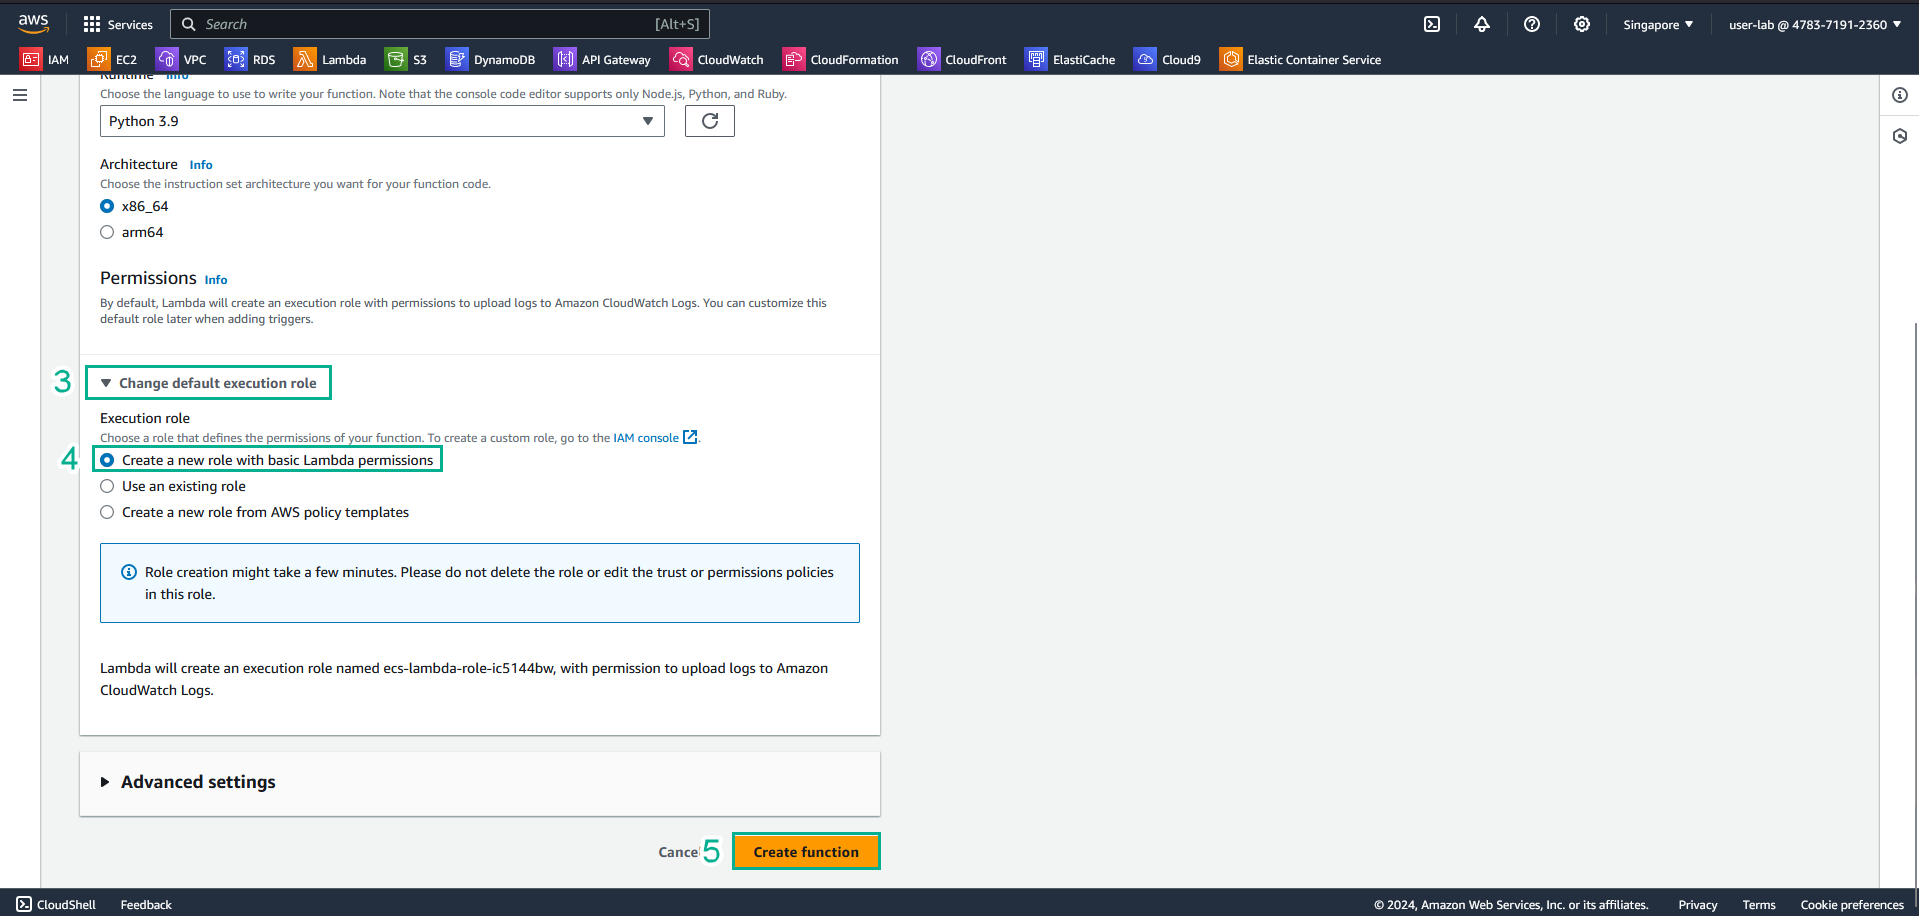 aws
Services
Search
[Alt+S]
Singapore
user-lab @ 4783-7191-2360
IAM
EC2
VPC
RDS
Lambda
S3
DynamoDB
API Gateway
CloudWatch
CloudFormation
CloudFront
ElastiCache
Cloud9
Elastic Container Service
Runtime Info
Choose the language to use to write your function. Note that the console code editor supports only Node.js, Python, and Ruby.
Python 3.9
Architecture Info
Choose the instruction set architecture you want for your function code.
x86_64
arm64
Permissions Info
By default, Lambda will create an execution role with permissions to upload logs to Amazon CloudWatch Logs. You can customize this
default role later when adding triggers.
3
Change default execution role
Execution role
Choose a role that defines the permissions of your function. To create a custom role, go to the IAM console.
4
Create a new role with basic Lambda permissions
Use an existing role
Create a new role from AWS policy templates
Role creation might take a few minutes. Please do not delete the role or edit the trust or permissions policies
in this role.
Lambda will create an execution role named ecs-lambda-role-ic5144bw, with permission to upload logs to Amazon
CloudWatch Logs.
Advanced settings
Cancel
5
Create function
CloudShell
Feedback
© 2024, Amazon Web Services, Inc. or its affiliates.
Privacy
Terms
Cookie preferences